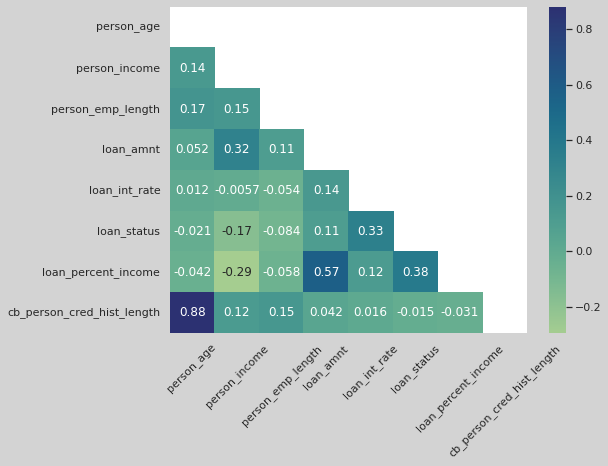 person_age
person_income 0.14
person_emp_length 0.17 0.15
loan_amnt 0.052 0.32 0.11
loan_int_rate 0.012 -0.0057 -0.054 0.14
loan_status -0.021 -0.17 -0.084 0.11 0.33
loan_percent_income -0.042 -0.29 -0.058 0.57 0.12 0.38
cb_person_cred_hist_length 0.88 0.12 0.15 0.042 0.016 -0.015 -0.031
person_age
person_income
person_emp_length
loan_amnt
loan_int_rate
loan_status
loan_percent_income
cb_person_cred_hist_length
0.8
0.6
0.4
0.2
0.0
−0.2